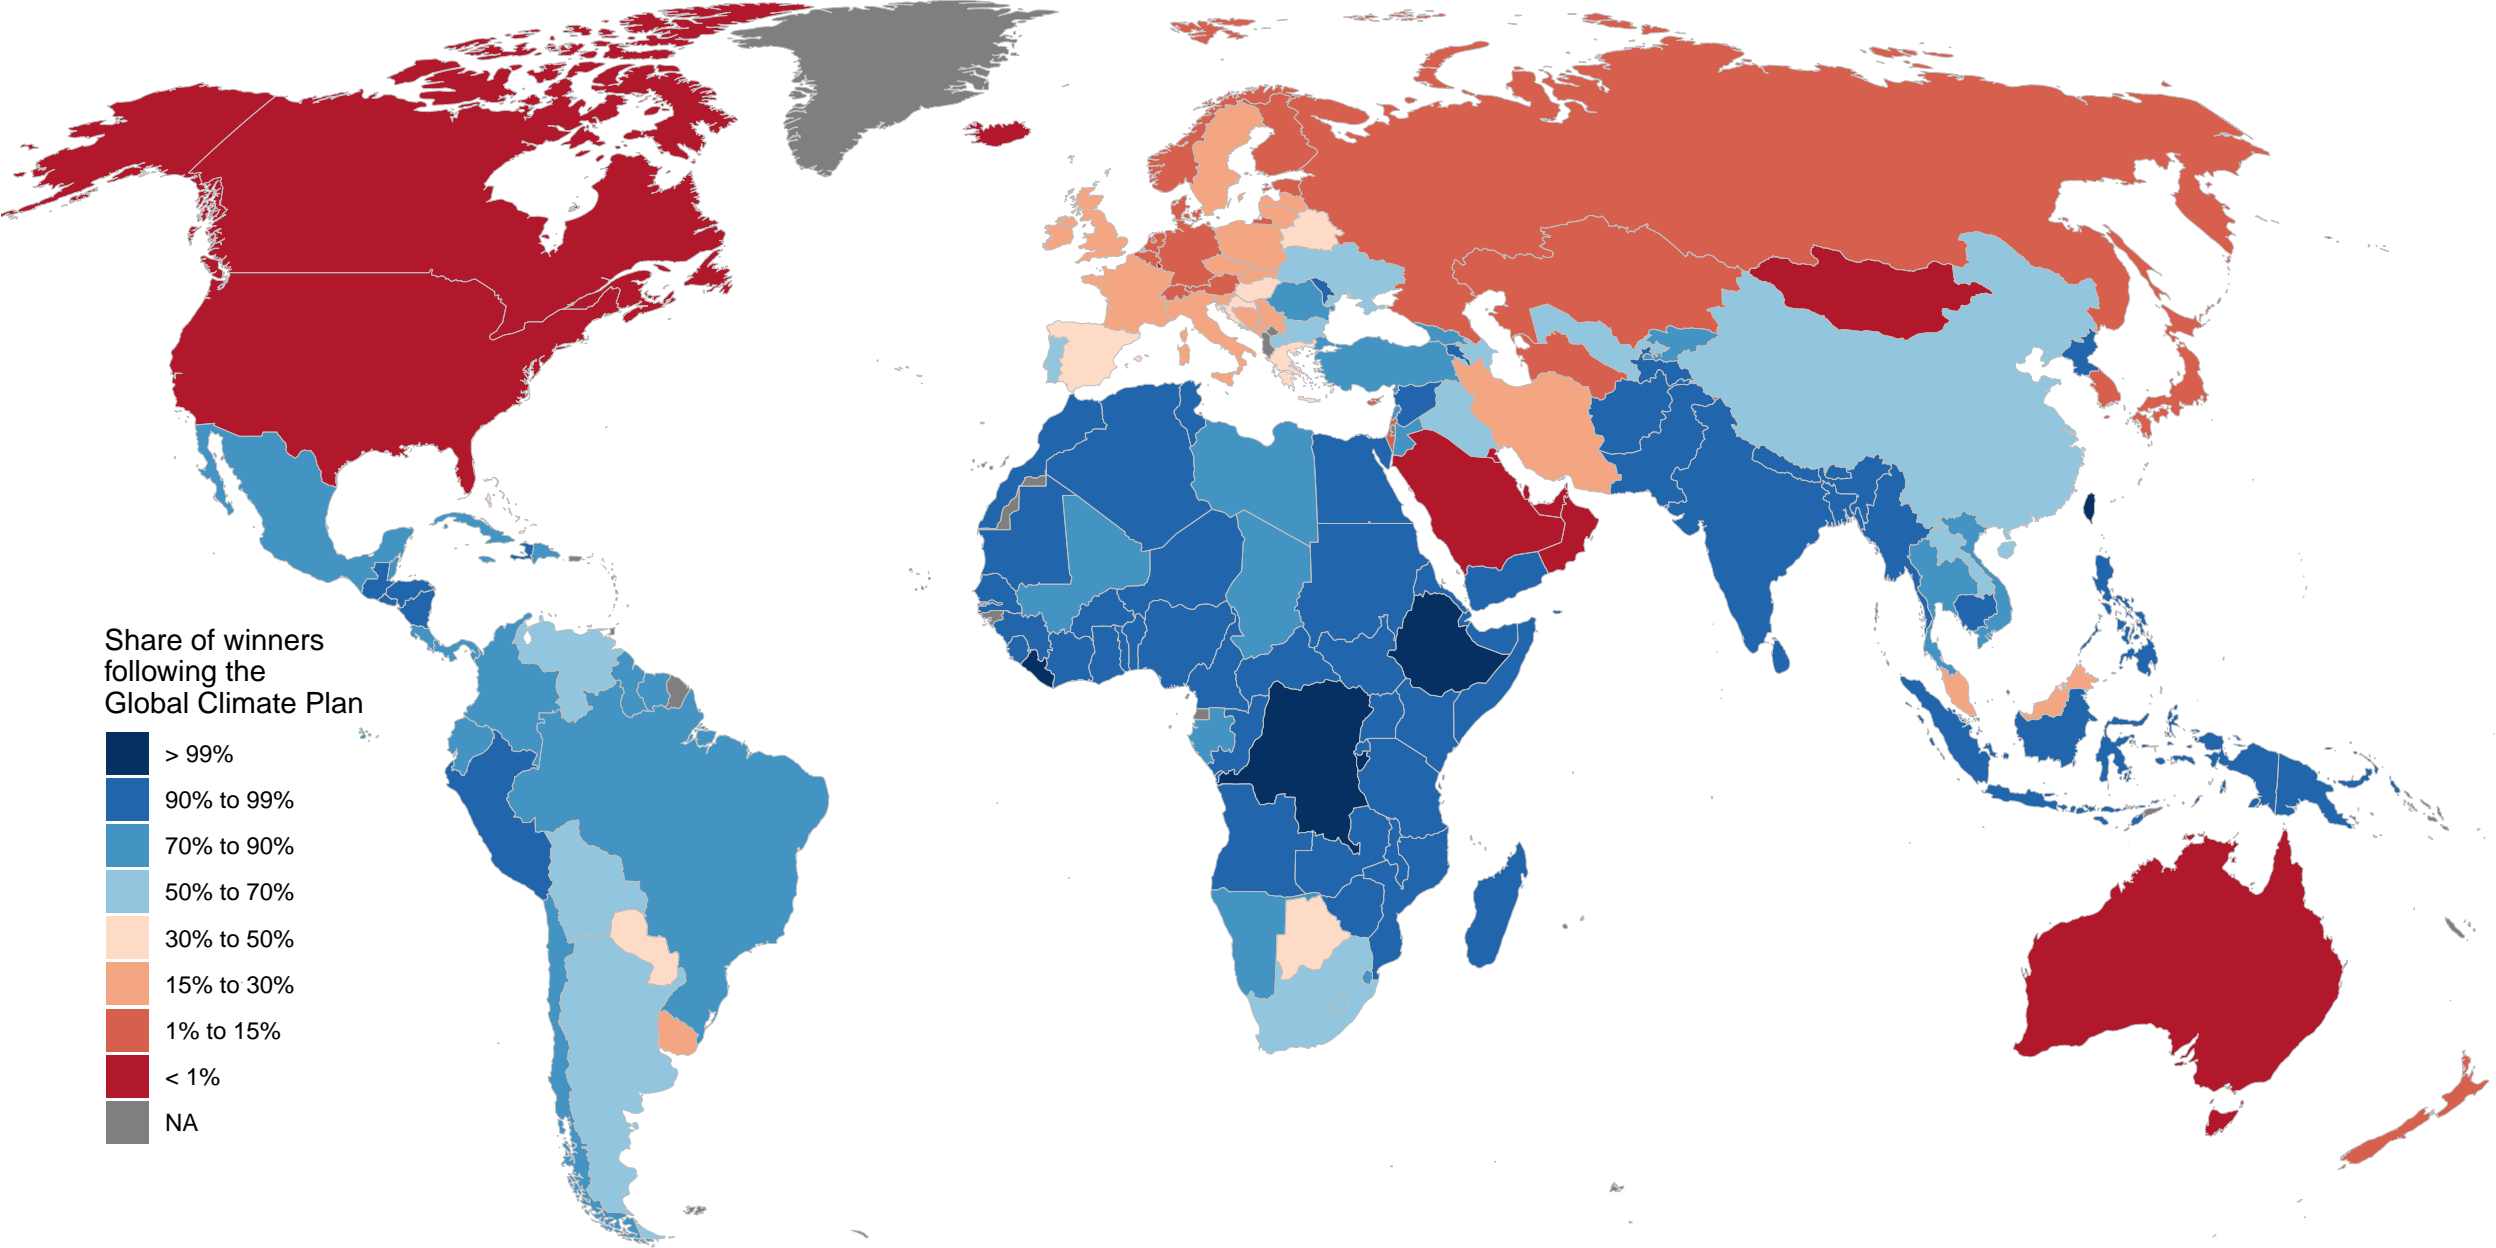 Share of winners
following the
Global Climate Plan
> 99%
90% to 99%
70% to 90%
50% to 70%
30% to 50%
15% to 30%
1% to 15%
< 1%
NA